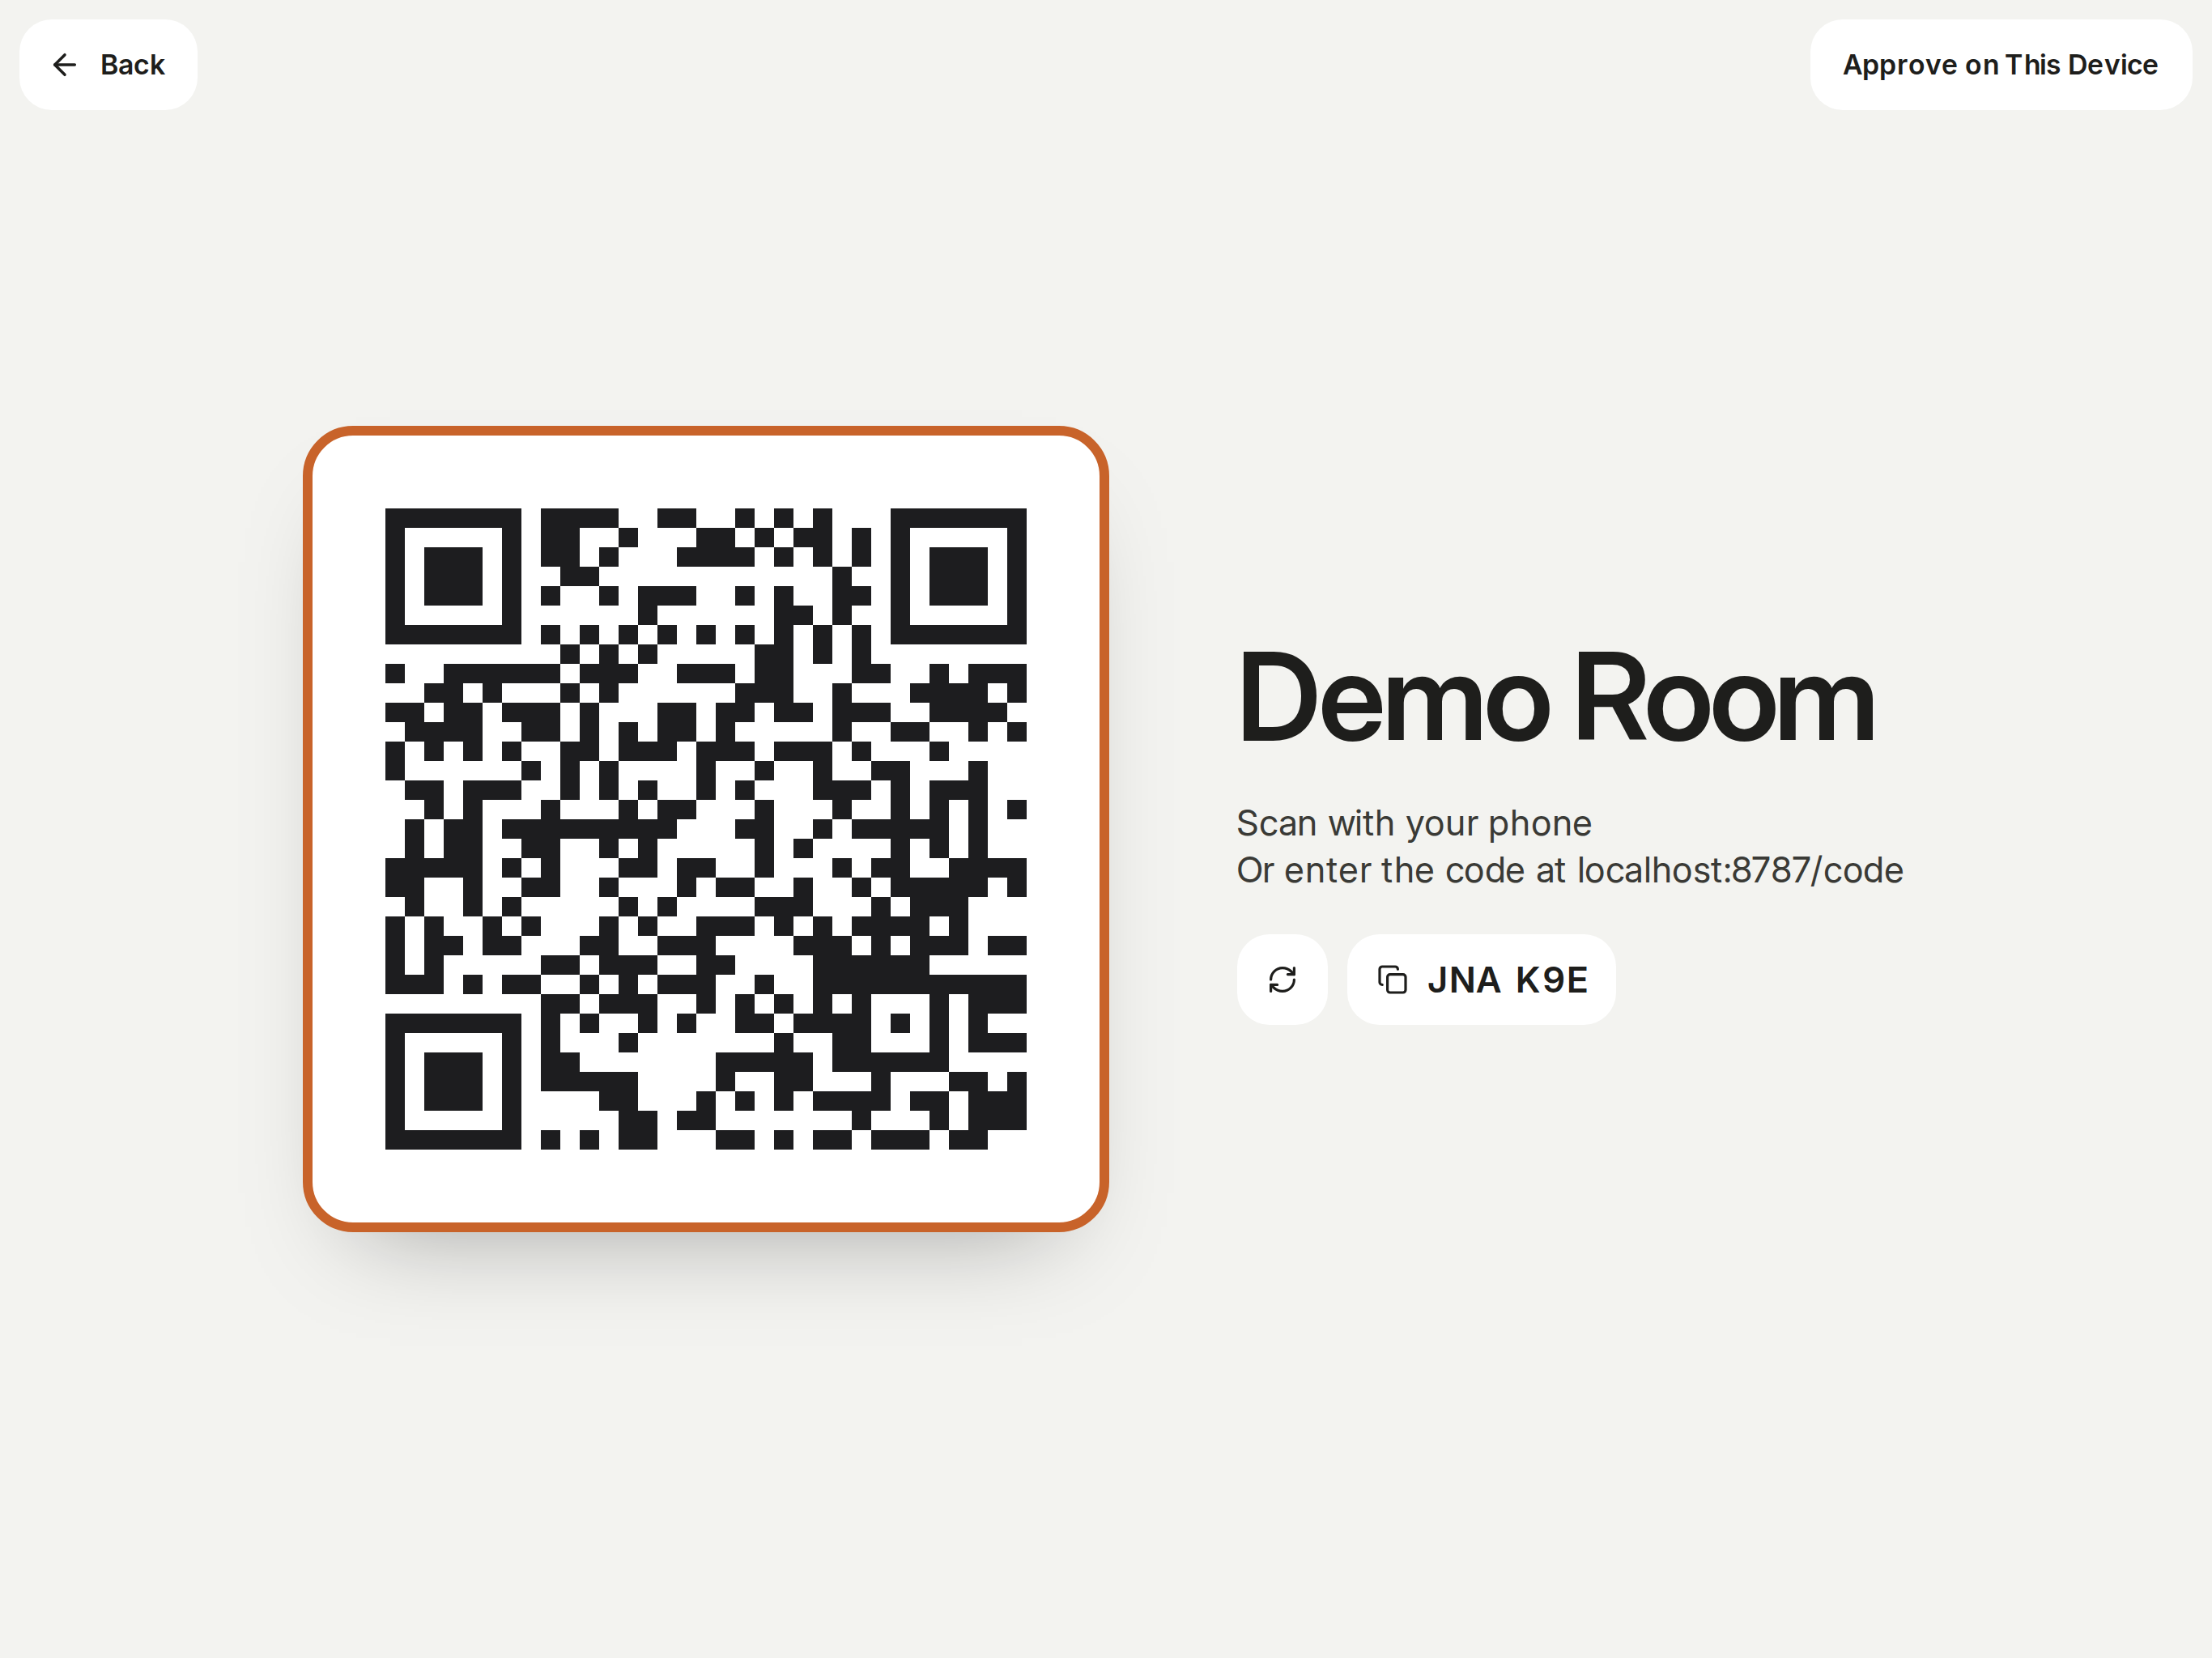 Back
Approve on This Device
Demo Room
Scan with your phone
Or enter the code at localhost:8787/code
JNA K9E